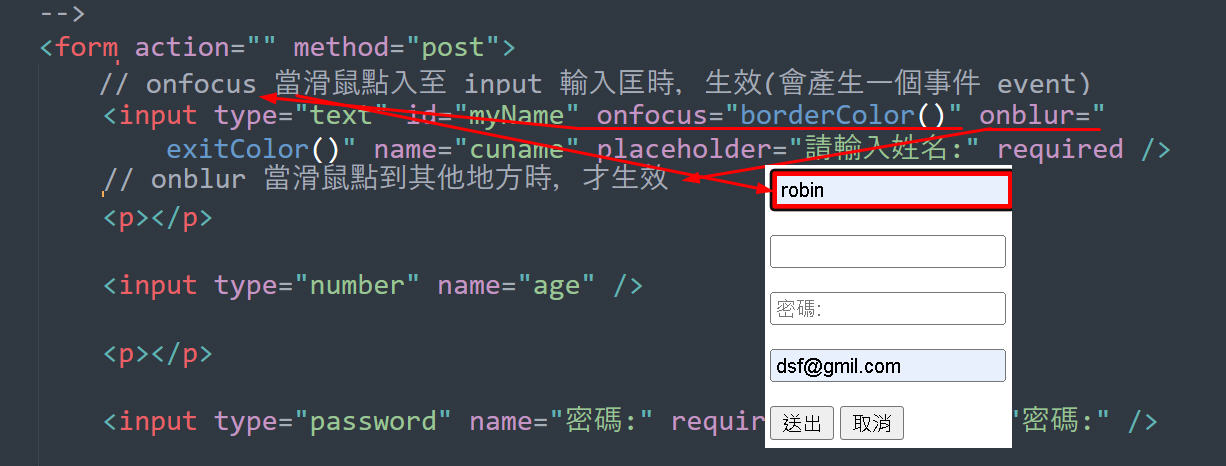 -->
<form action="" method="post">
// onfocus 當滑鼠點入至 input 輸入匡時, 生效(會產生一個事件 event)
<input type="text" id="myName" onfocus="borderColor()" onblur="
exitColor()" name="cuname" placeholder="請輸入姓名:" required />
// onblur 當滑鼠點到其他地方時, 才生效
robin
<p></p>
<input type="number" name="age" />
密碼:
<p></p>
dsf@gmil.com
<input type="password" name="密碼:" requir "密碼:" />
送出 取消